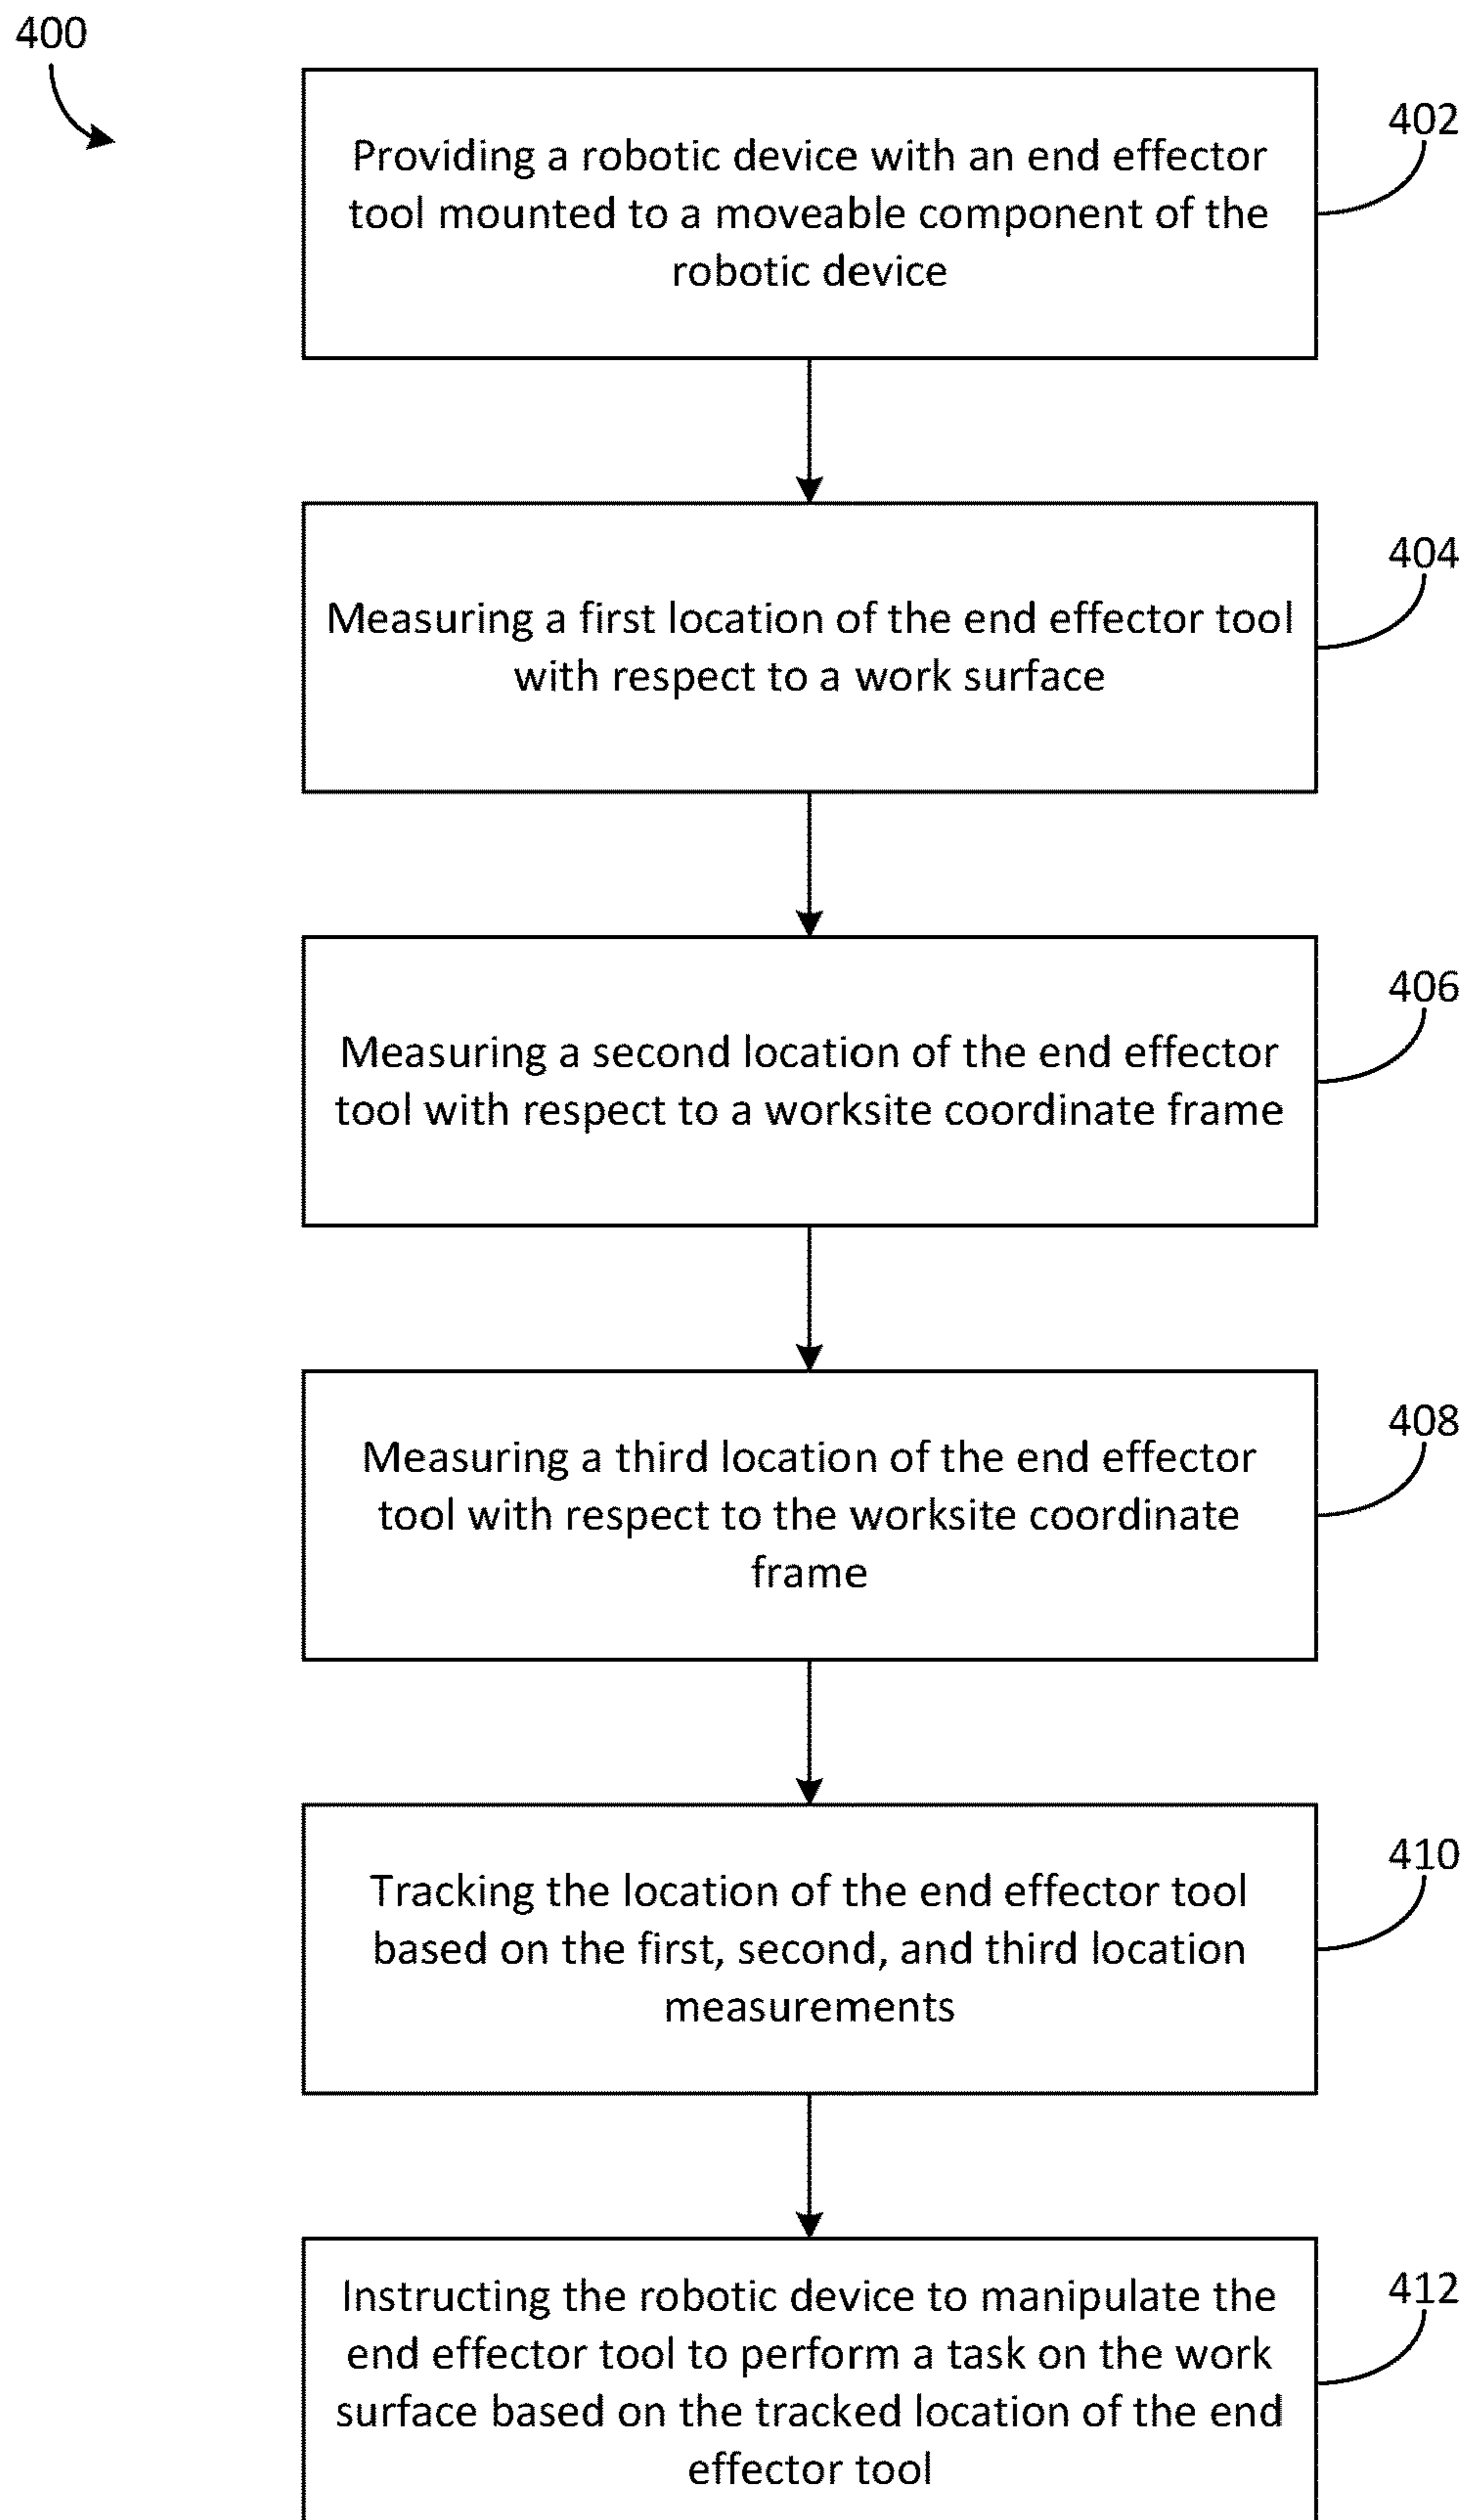 400
Providing a robotic device with an end effector
tool mounted to a moveable component of the
robotic device
402
Measuring a first location of the end effector tool
with respect to a work surface
404
Measuring a second location of the end effector
tool with respect to a worksite coordinate frame
406
Measuring a third location of the end effector
tool with respect to the worksite coordinate
frame
408
Tracking the location of the end effector tool
based on the first, second, and third location
measurements
410
Instructing the robotic device to manipulate the
end effector tool to perform a task on the work
surface based on the tracked location of the end
effector tool
412